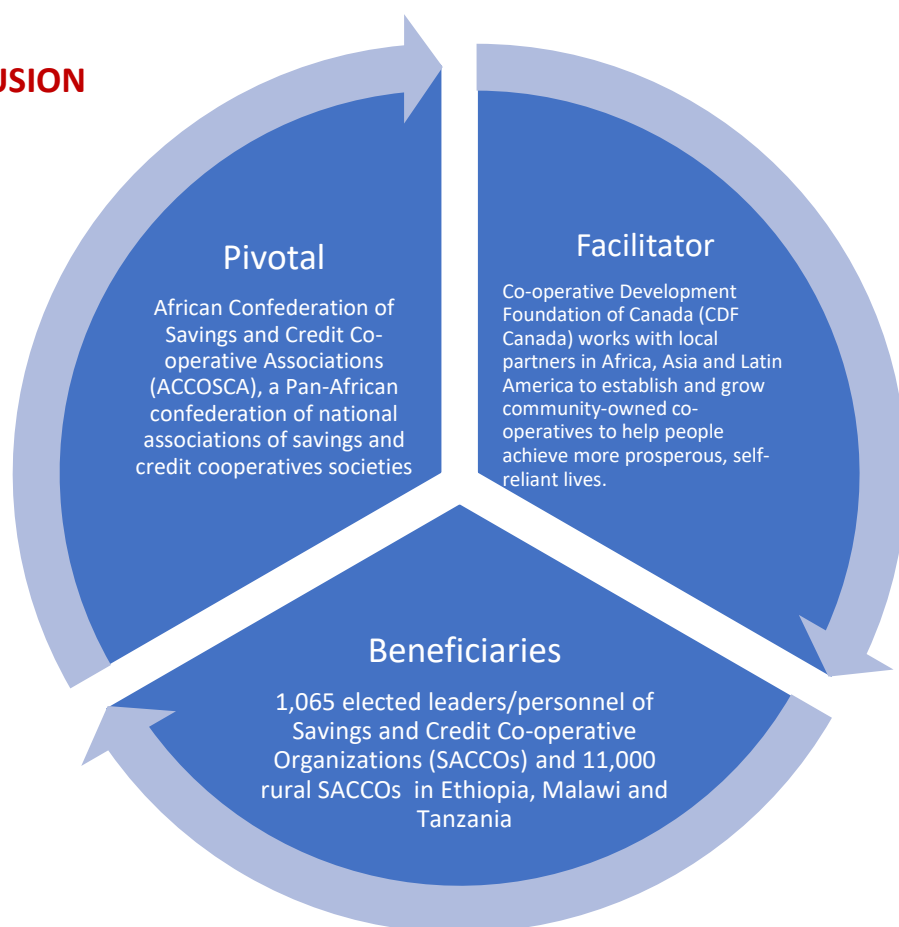 USION
Pivotal
African Confederation of
Savings and Credit Co-
operative Associations
(ACCOSCA), a Pan-African
confederation of national
associations of savings and
credit cooperatives societies
Facilitator
Co-operative Development
Foundation of Canada (CDF
Canada) works with local
partners in Africa, Asia and Latin
America to establish and grow
community-owned co-
operatives to help people
achieve more prosperous, self-
reliant lives.
Beneficiaries
1,065 elected leaders/personnel of
Savings and Credit Co-operative
Organizations (SACCOs) and 11,000
rural SACCOs in Ethiopia, Malawi and
Tanzania